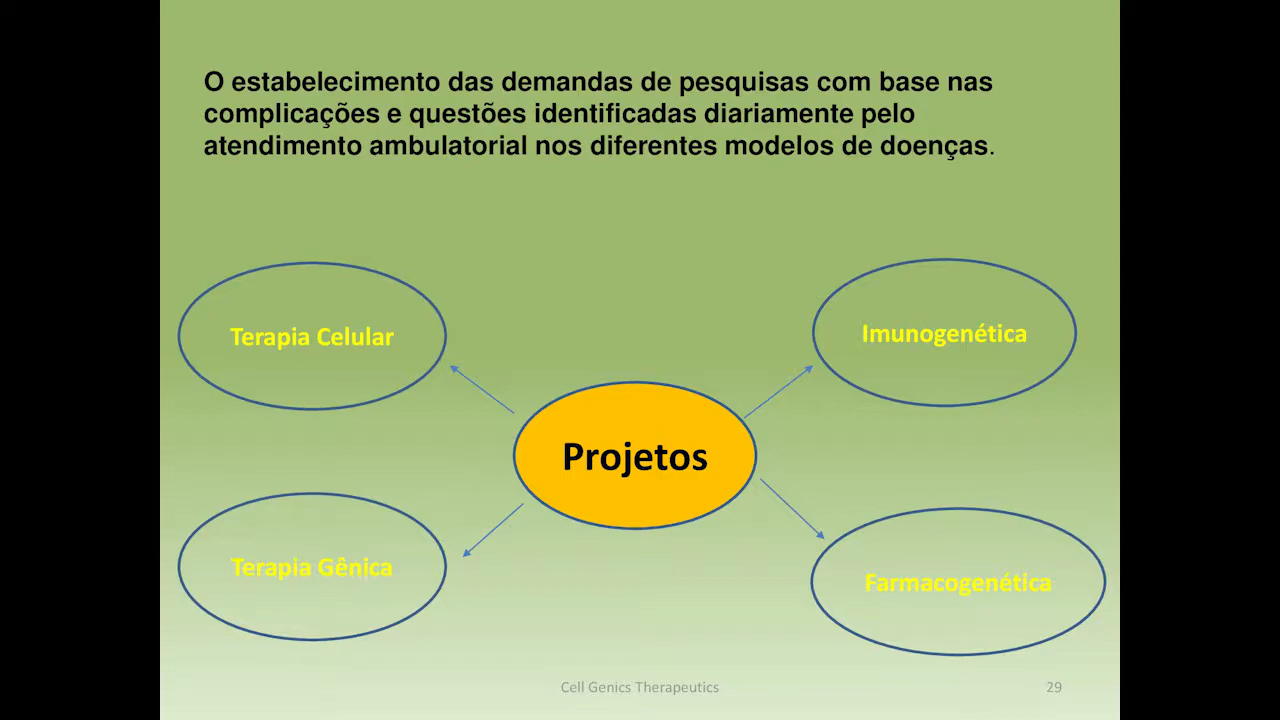 O estabelecimento das demandas de pesquisas com base nas
complicações e questões identificadas diariamente pelo
atendimento ambulatorial nos diferentes modelos de doenças.
Terapia Celular
Imunogenética
Projetos
Terapia Gênica
Farmacogenética
Cell Genics Therapeutics
29